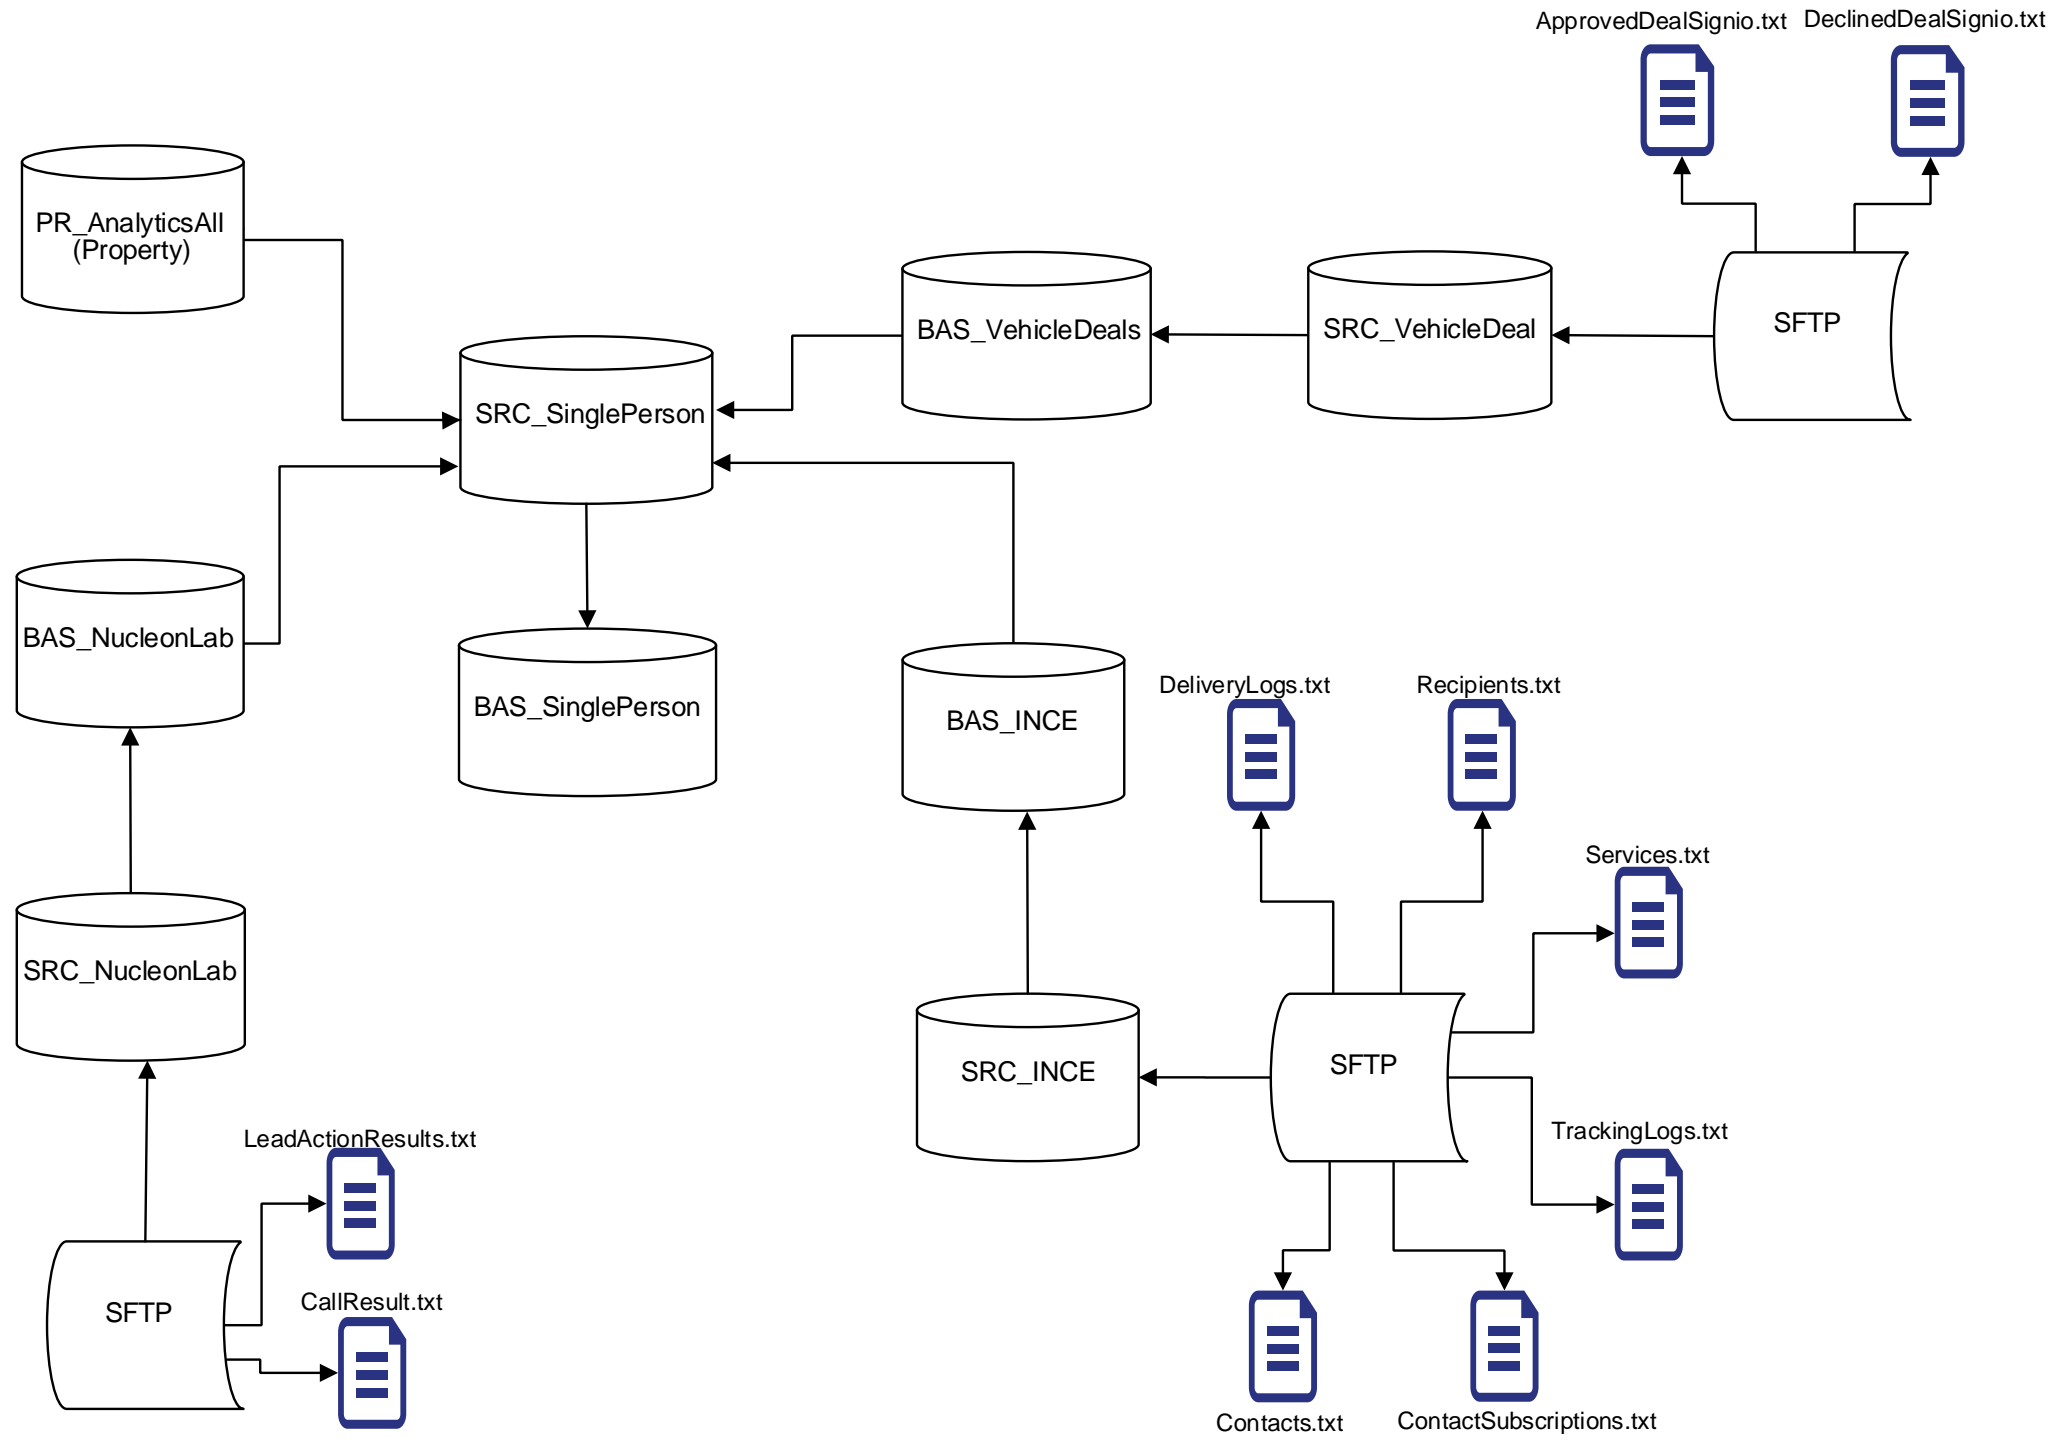 ApprovedDealSignio.txt
DeclinedDealSignio.txt
PR_AnalyticsAll
(Property)
BAS_VehicleDeals
SRC_VehicleDeal
SFTP
SRC_SinglePerson
BAS_NucleonLab
BAS_SinglePerson
BAS_INCE
DeliveryLogs.txt
Recipients.txt
Services.txt
SRC_NucleonLab
SRC_INCE
SFTP
TrackingLogs.txt
LeadActionResults.txt
SFTP
CallResult.txt
Contacts.txt
ContactSubscriptions.txt